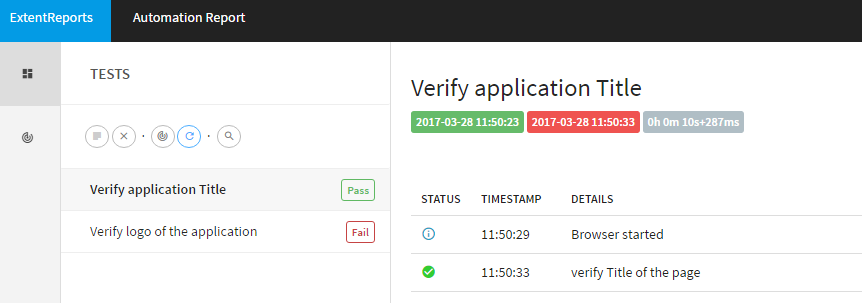 ExtentReports Automation Report
TESTS
Verify application Title Pass
Verify logo of the application Fail
Verify application Title
2017-03-28 11:50:23 2017-03-28 11:50:33 0h 0m 10s+287ms
STATUS TIMESTAMP DETAILS
11:50:29 Browser started
11:50:33 verify Title of the page